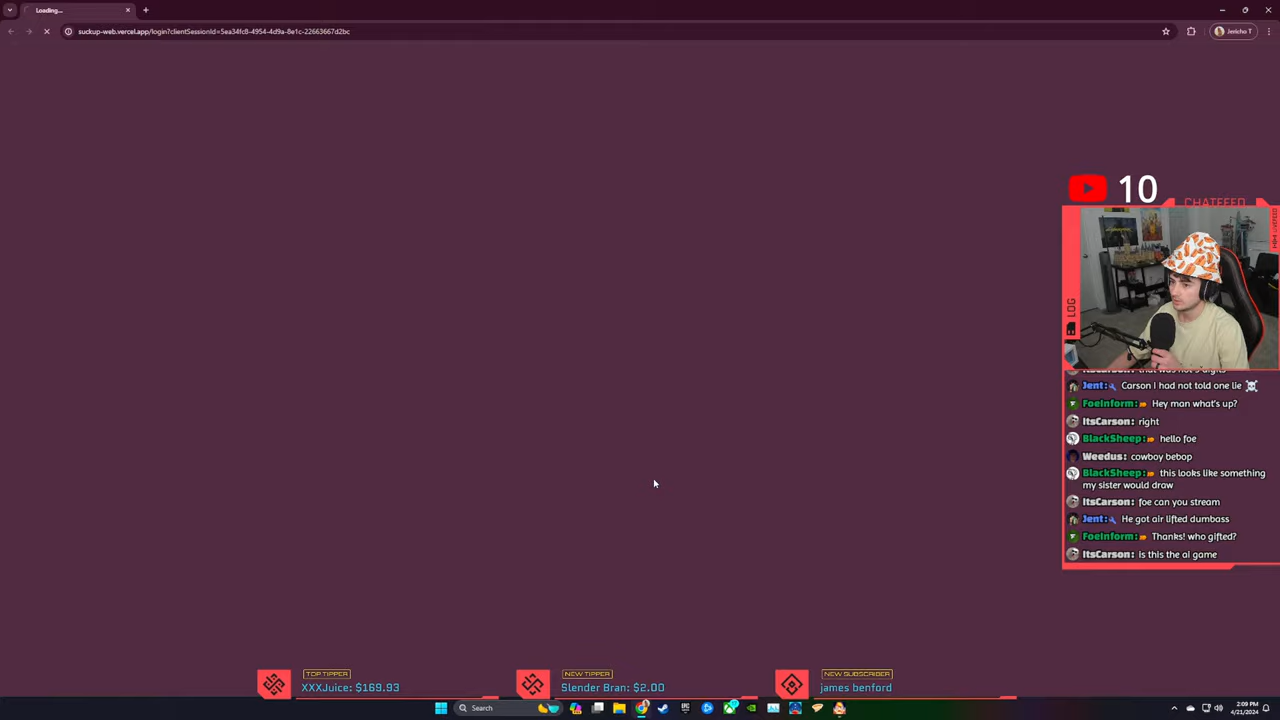 Loading...
suckup-web.vercel.app/login?clientSessionId=5ea34fc8-4954-4d9a-8e1c-22663667d2bc
Jericho T
10
CHATFEED
LOG
Jent: Carson I had not told one lie
FoeInform: Hey man what's up?
ItsCarson: right
BlackSheep: hello foe
Weedus: cowboy bebop
BlackSheep: this looks like something
my sister would draw
ItsCarson: foe can you stream
Jent: He got air lifted dumbass
FoeInform: Thanks! who gifted?
ItsCarson: is this the ai game
TOP TIPPER
XXXJuice: $169.93
NEW TIPPER
Slender Bran: $2.00
NEW SUBSCRIBER
james benford
Search
2:09 PM
4/21/2024